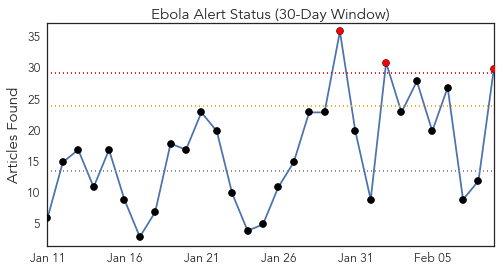 Ebola Alert Status (30-Day Window)
Articles Found
35
30
25
20
15
10
5
Jan 11
Jan 16
Jan 21
Jan 26
Jan 31
Feb 05